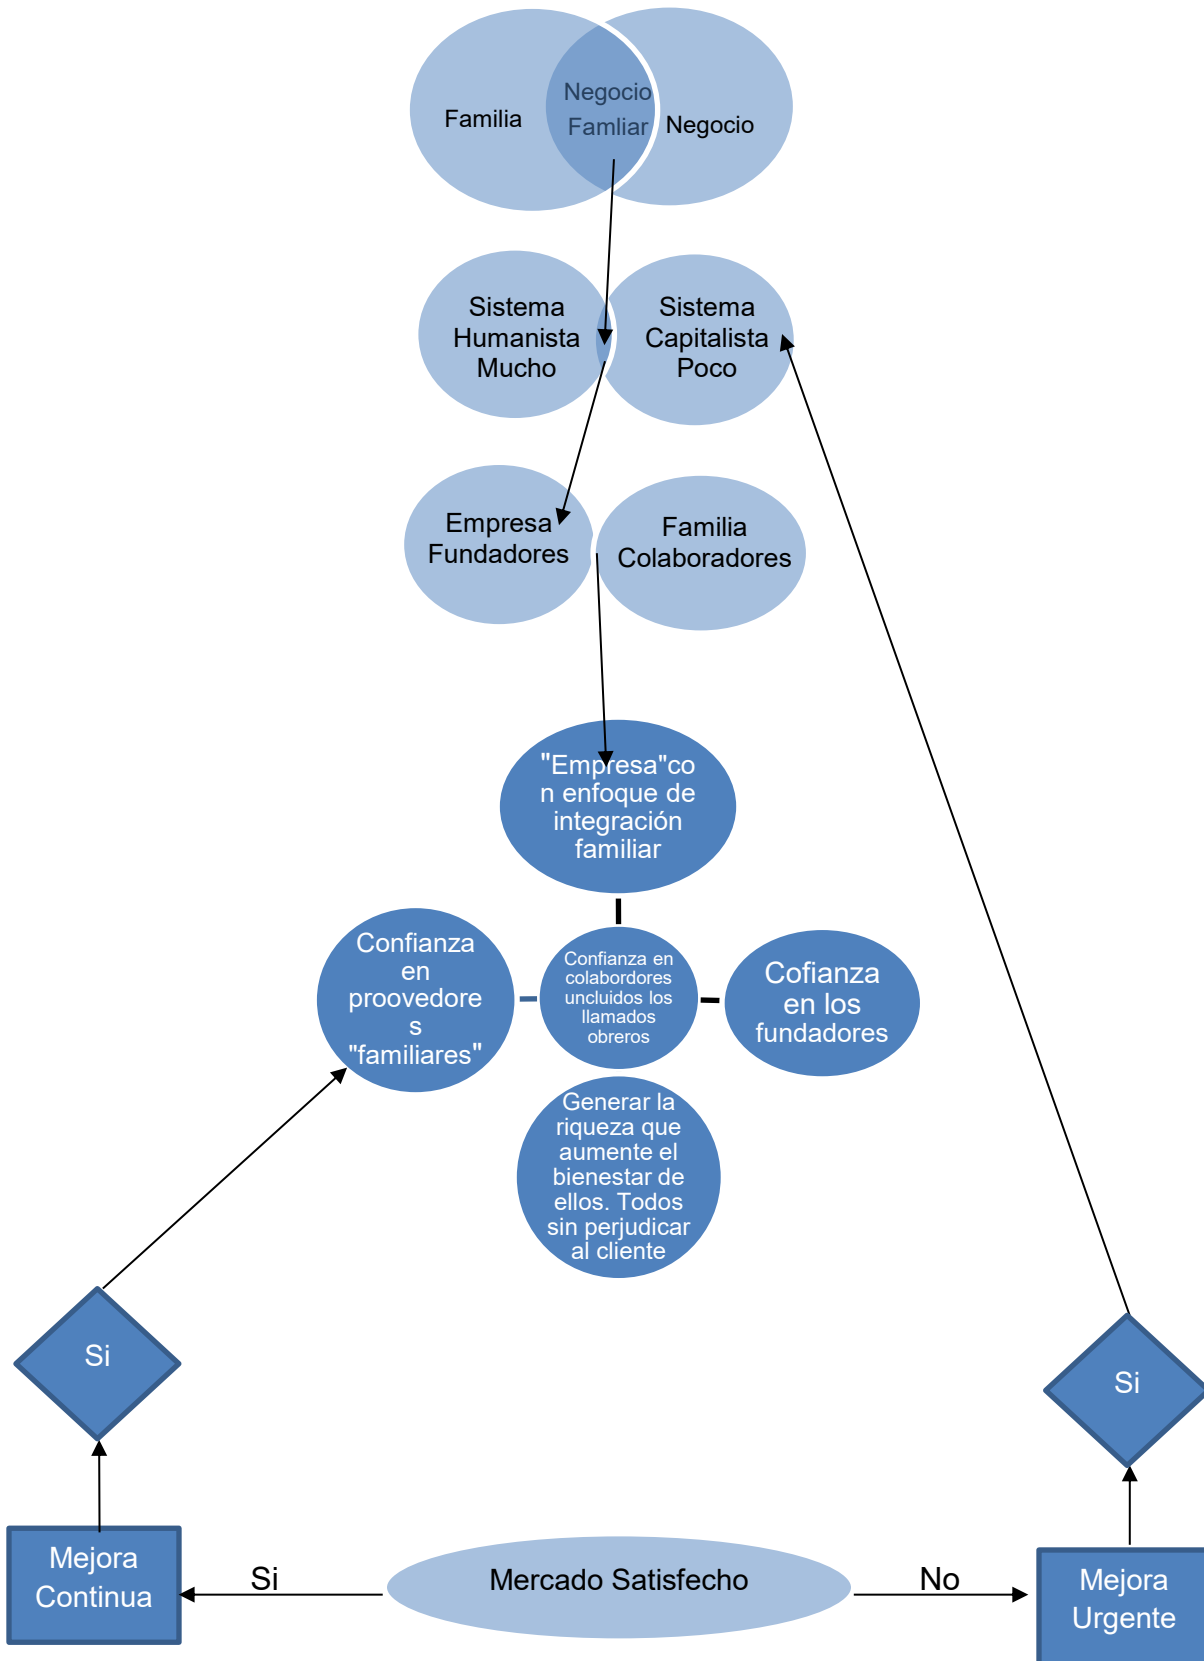 Familia
Negocio
Famliar
Negocio
Sistema
Humanista
Mucho
Sistema
Capitalista
Poco
Empresa
Fundadores
Familia
Colaboradores
"Empresa"co
n enfoque de
integración
familiar
Confianza
en
proovedore
s
"familiares"
Confianza en
colabordores
uncluidos los
llamados
obreros
Cofianza
en los
fundadores
Generar la
riqueza que
aumente el
bienestar de
ellos. Todos
sin perjudicar
al cliente
Si
Si
Mejora
Continua
Si
Mercado Satisfecho
No
Mejora
Urgente